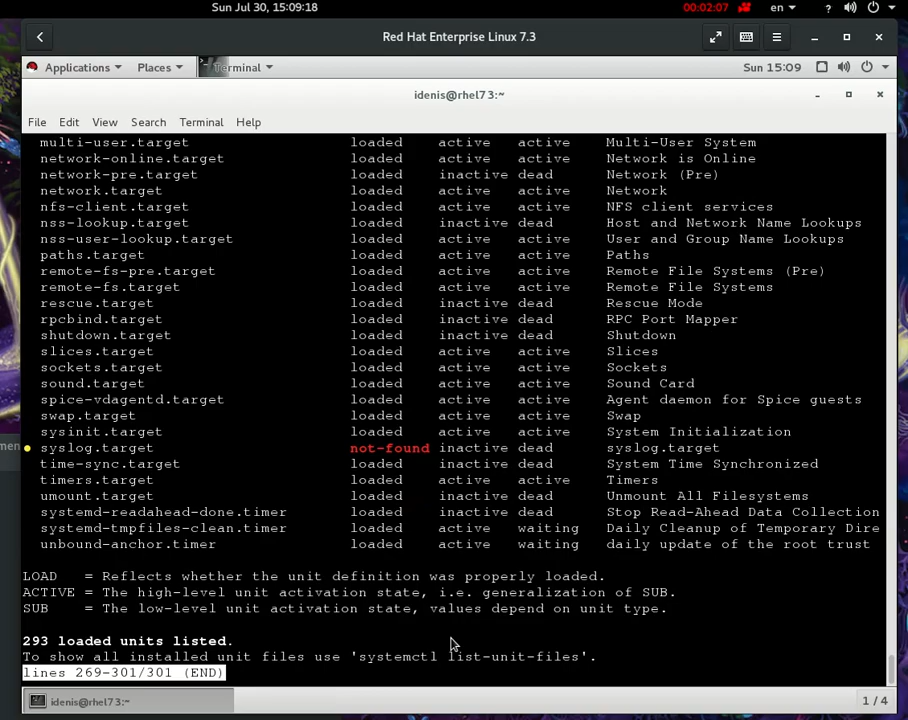 Sun Jul 30, 15:09:18 00:02:07 en ?
Red Hat Enterprise Linux 7.3
Applications Places Terminal Sun 15:09
idenis@rhel73:~
File Edit View Search Terminal Help
multi-user.target loaded active active Multi-User System
network-online.target loaded active active Network is Online
network-pre.target loaded inactive dead Network (Pre)
network.target loaded active active Network
nfs-client.target loaded active active NFS client services
nss-lookup.target loaded inactive dead Host and Network Name Lookups
nss-user-lookup.target loaded active active User and Group Name Lookups
paths.target loaded active active Paths
remote-fs-pre.target loaded active active Remote File Systems (Pre)
remote-fs.target loaded active active Remote File Systems
rescue.target loaded inactive dead Rescue Mode
rpcbind.target loaded inactive dead RPC Port Mapper
shutdown.target loaded inactive dead Shutdown
slices.target loaded active active Slices
sockets.target loaded active active Sockets
sound.target loaded active active Sound Card
spice-vdagentd.target loaded active active Agent daemon for Spice guests
swap.target loaded active active Swap
sysinit.target loaded active active System Initialization
● syslog.target not-found inactive dead syslog.target
time-sync.target loaded inactive dead System Time Synchronized
timers.target loaded active active Timers
umount.target loaded inactive dead Unmount All Filesystems
systemd-readahead-done.timer loaded inactive dead Stop Read-Ahead Data Collection
systemd-tmpfiles-clean.timer loaded active waiting Daily Cleanup of Temporary Dire
unbound-anchor.timer loaded active waiting daily update of the root trust
LOAD = Reflects whether the unit definition was properly loaded.
ACTIVE = The high-level unit activation state, i.e. generalization of SUB.
SUB = The low-level unit activation state, values depend on unit type.
293 loaded units listed.
To show all installed unit files use 'systemctl list-unit-files'.
lines 269-301/301 (END)
idenis@rhel73:~ 1 / 4